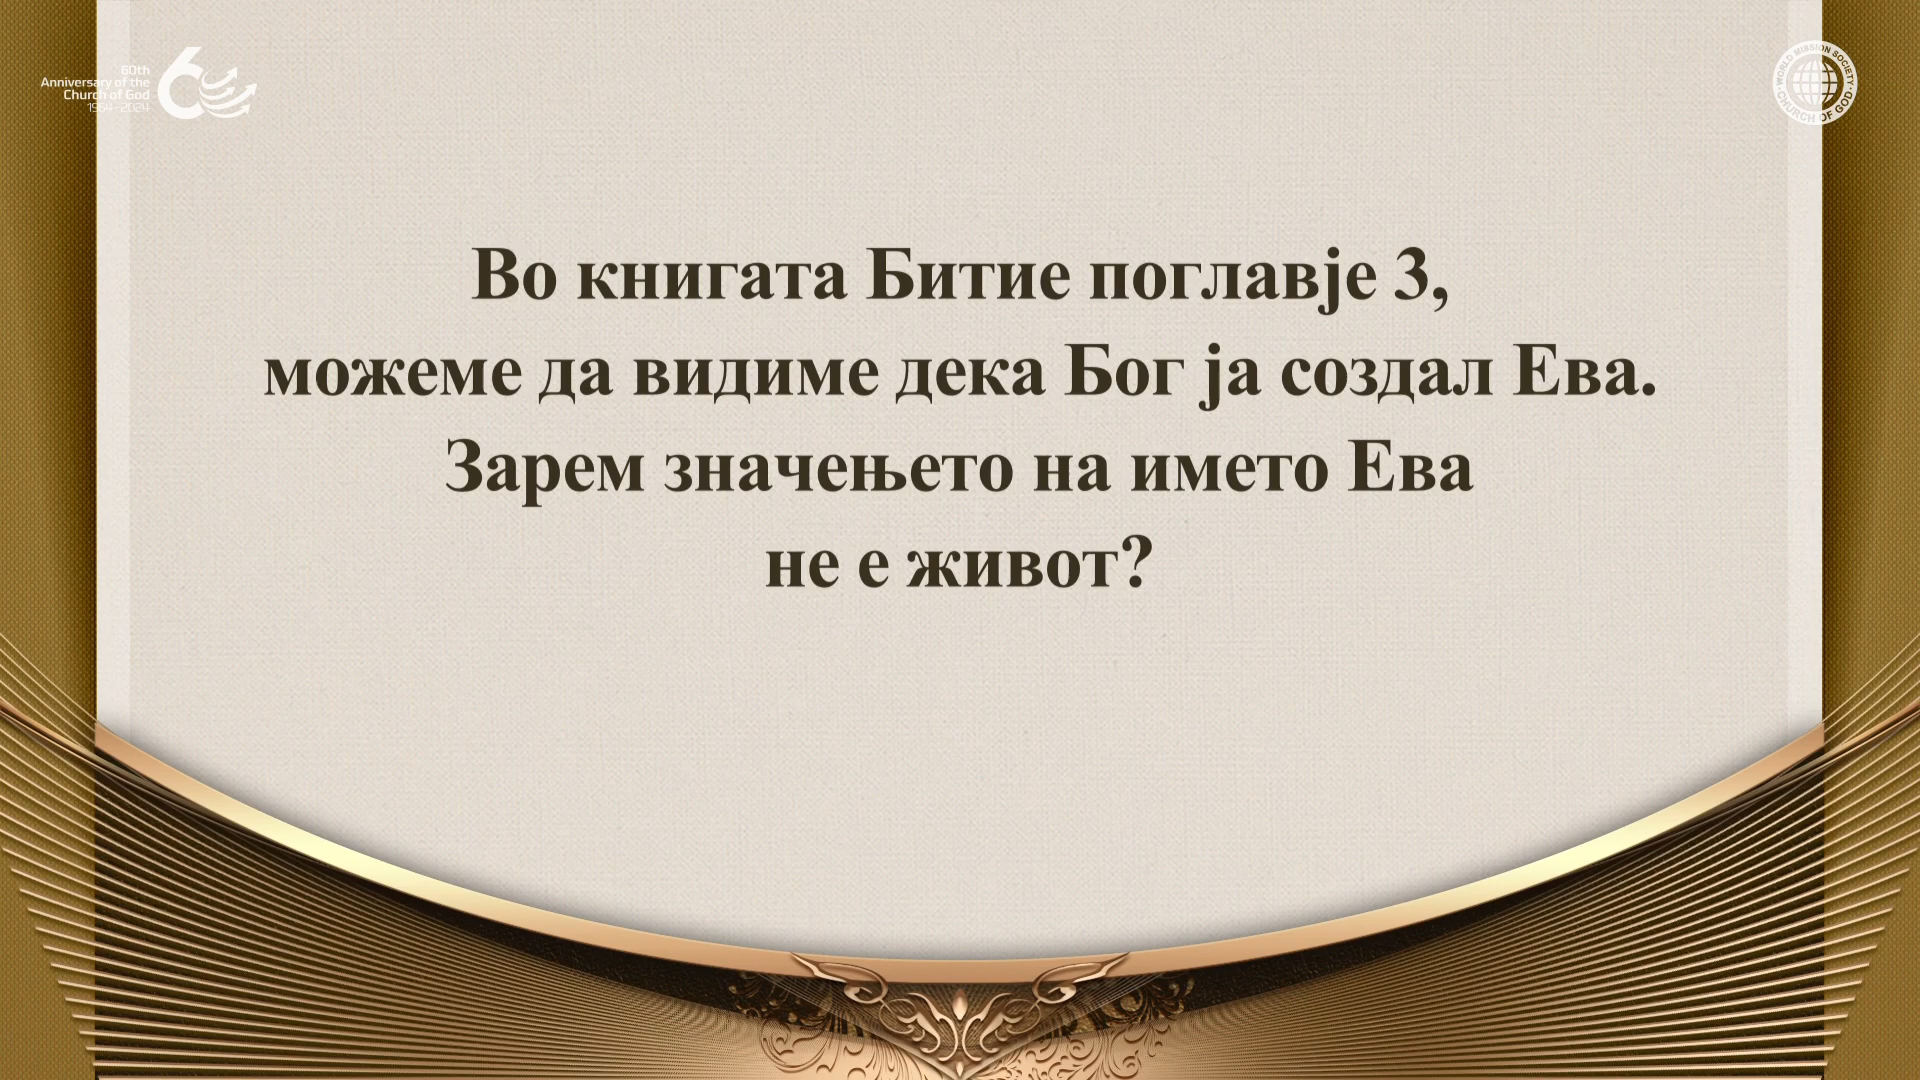 60th
Anniversary of the
Church of God
1964-2024
WORLD MISSION SOCIETY
CHURCH OF GOD
Во книгата Битие поглавје 3,
можеме да видиме дека Бог ја создал Ева.
Зарем значењето на името Ева
не е живот?